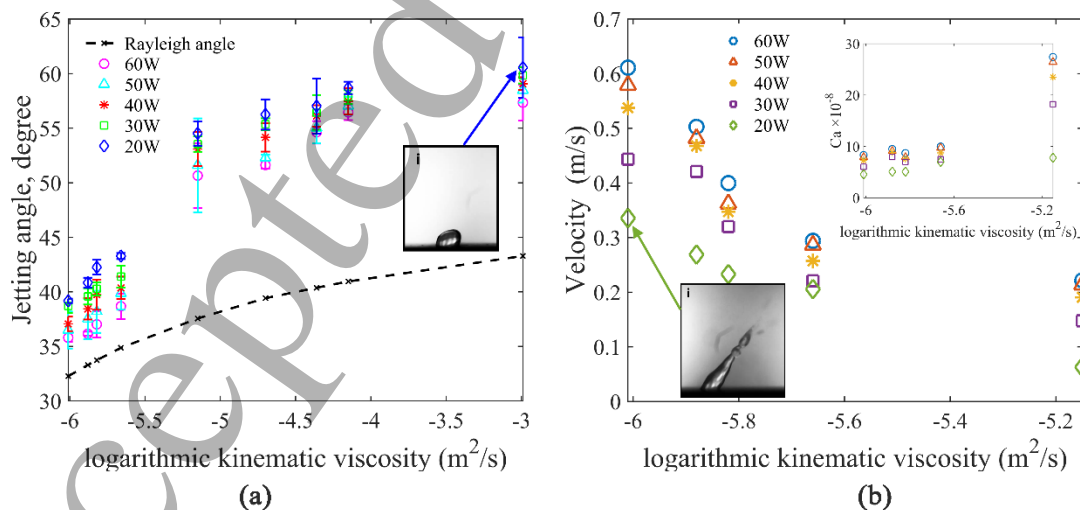 65
60
55
50
45
40
35
30
Jetting angle, degree
Rayleigh angle
60W
50W
40W
30W
20W
i
-6
-5.5
-5
-4.5
-4
-3.5
-3
logarithmic kinematic viscosity (m²/s)
(a)
0.7
0.6
0.5
0.4
0.3
0.2
0.1
0
Velocity (m/s)
60W
50W
40W
30W
20W
30
20
10
0
Ca ×10⁻⁸
-6
-5.6
-5.2
logarithmic kinematic viscosity (m²/s)
i
-6
-5.8
-5.6
-5.4
-5.2
logarithmic kinematic viscosity (m²/s)
(b)
cepted